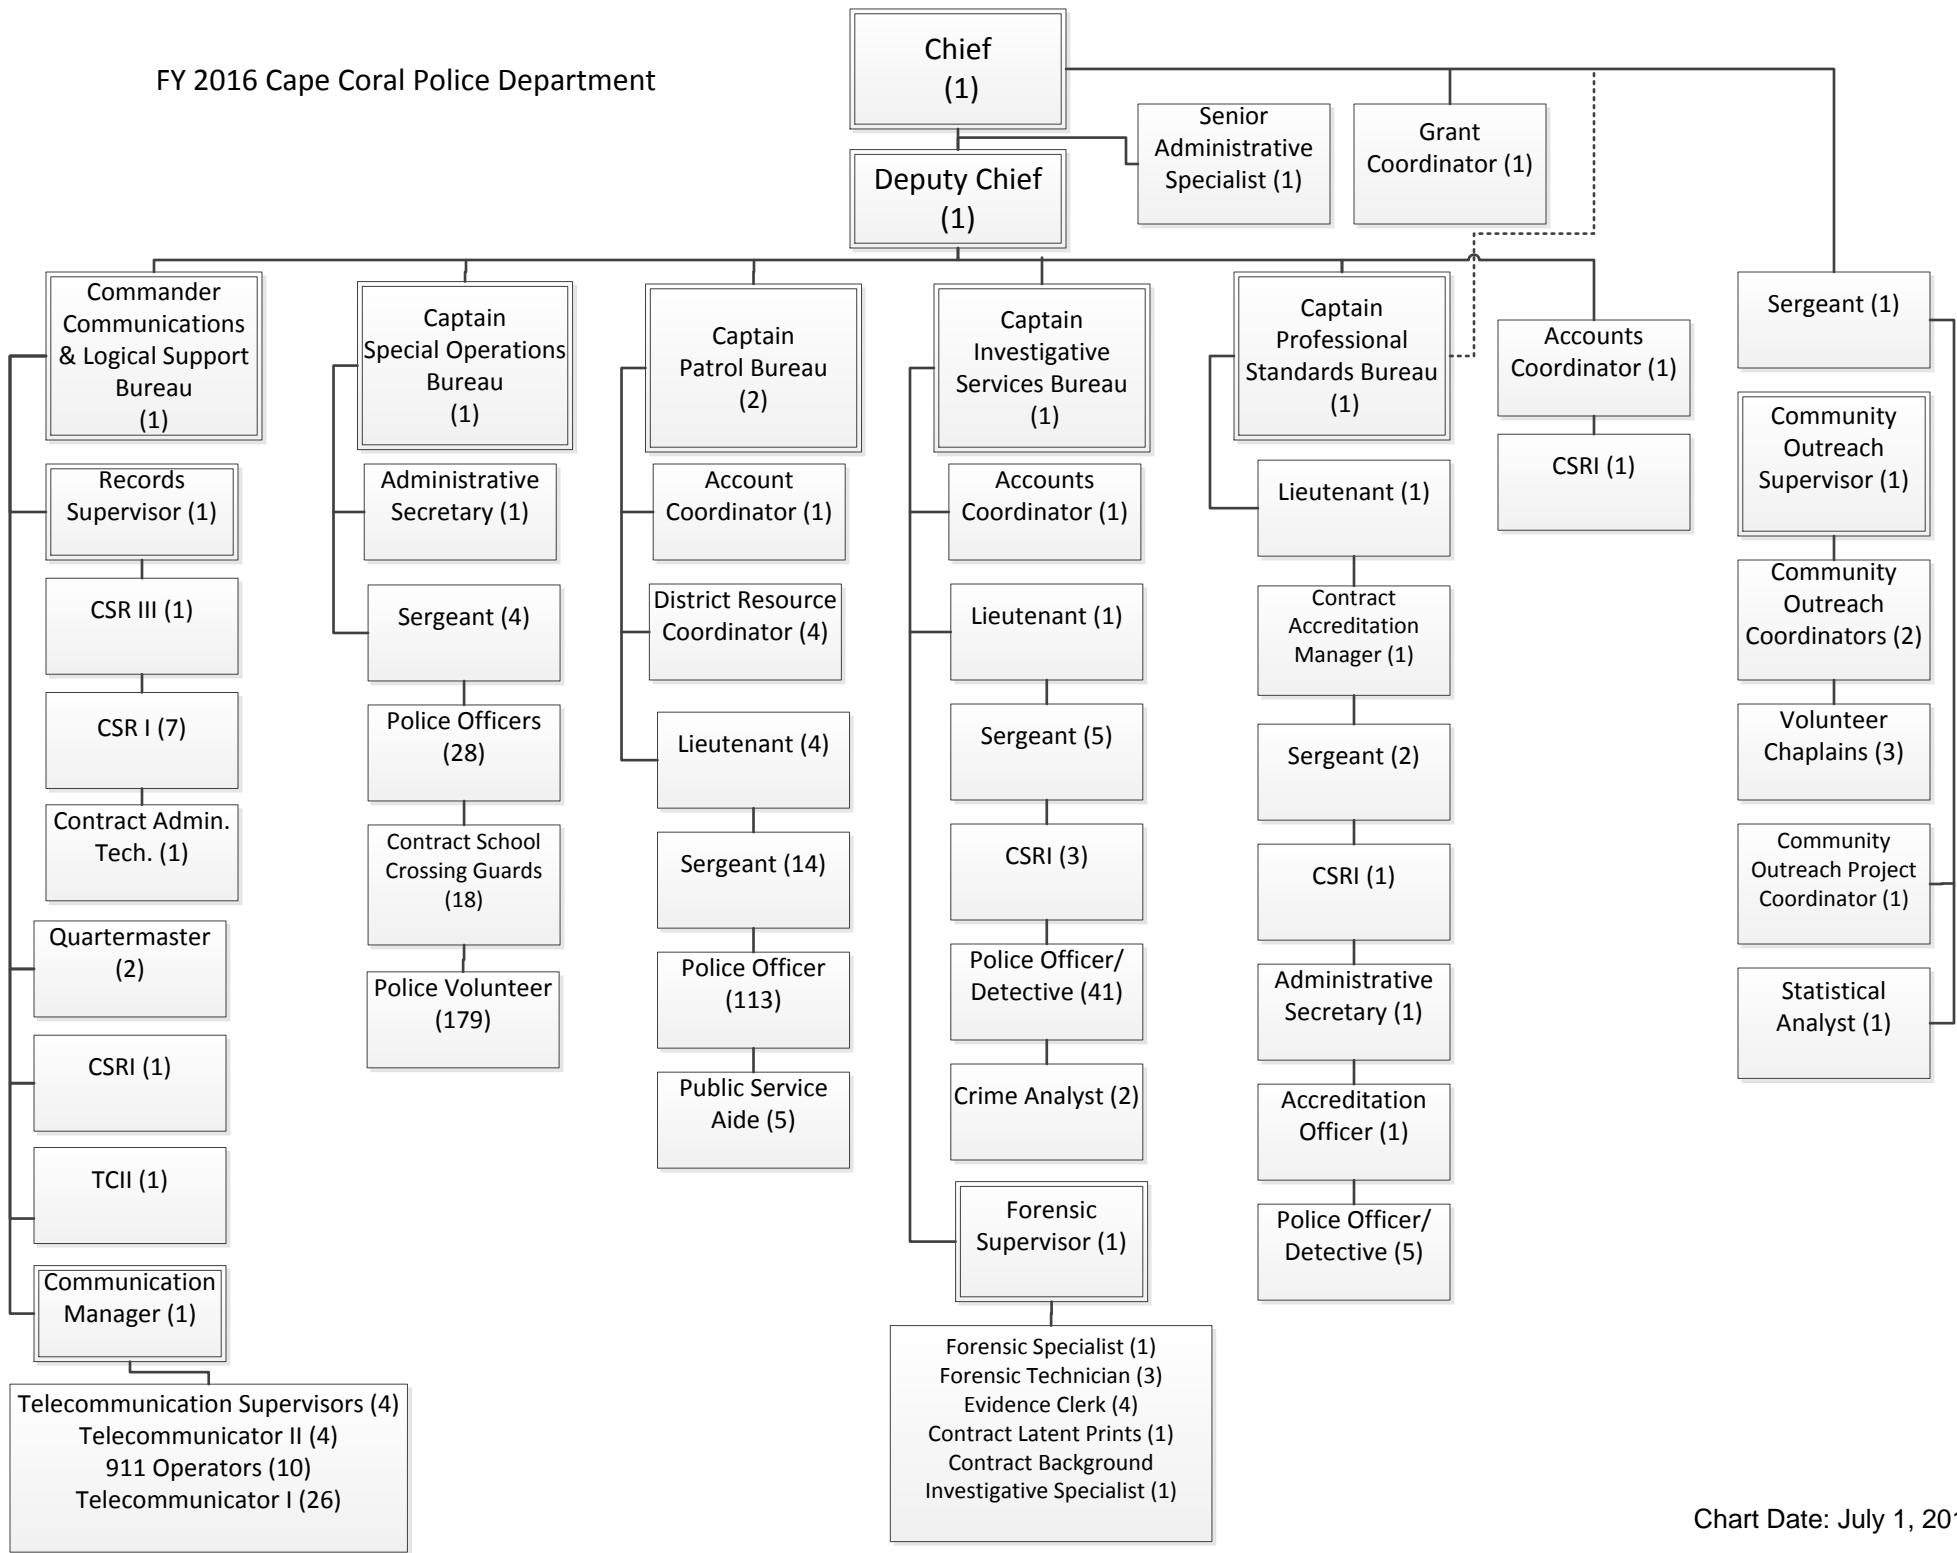 FY 2016 Cape Coral Police Department
Chief
(1)
Senior
Administrative
Specialist (1)
Grant
Coordinator (1)
Deputy Chief
(1)
Commander
Communications
& Logical Support
Bureau
(1)
Records
Supervisor (1)
CSR III (1)
CSR I (7)
Contract Admin.
Tech. (1)
Quartermaster
(2)
CSRI (1)
TCII (1)
Communication
Manager (1)
Telecommunication Supervisors (4)
Telecommunicator II (4)
911 Operators (10)
Telecommunicator I (26)
Captain
Special Operations
Bureau
(1)
Administrative
Secretary (1)
Sergeant (4)
Police Officers
(28)
Contract School
Crossing Guards
(18)
Police Volunteer
(179)
Captain
Patrol Bureau
(2)
Account
Coordinator (1)
District Resource
Coordinator (4)
Lieutenant (4)
Sergeant (14)
Police Officer
(113)
Public Service
Aide (5)
Captain
Investigative
Services Bureau
(1)
Accounts
Coordinator (1)
Lieutenant (1)
Sergeant (5)
CSRI (3)
Police Officer/
Detective (41)
Crime Analyst (2)
Forensic
Supervisor (1)
Forensic Specialist (1)
Forensic Technician (3)
Evidence Clerk (4)
Contract Latent Prints (1)
Contract Background
Investigative Specialist (1)
Captain
Professional
Standards Bureau
(1)
Lieutenant (1)
Contract
Accreditation
Manager (1)
Sergeant (2)
CSRI (1)
Administrative
Secretary (1)
Accreditation
Officer (1)
Police Officer/
Detective (5)
Accounts
Coordinator (1)
CSRI (1)
Sergeant (1)
Community
Outreach
Supervisor (1)
Community
Outreach
Coordinators (2)
Volunteer
Chaplains (3)
Community
Outreach Project
Coordinator (1)
Statistical
Analyst (1)
Chart Date: July 1,